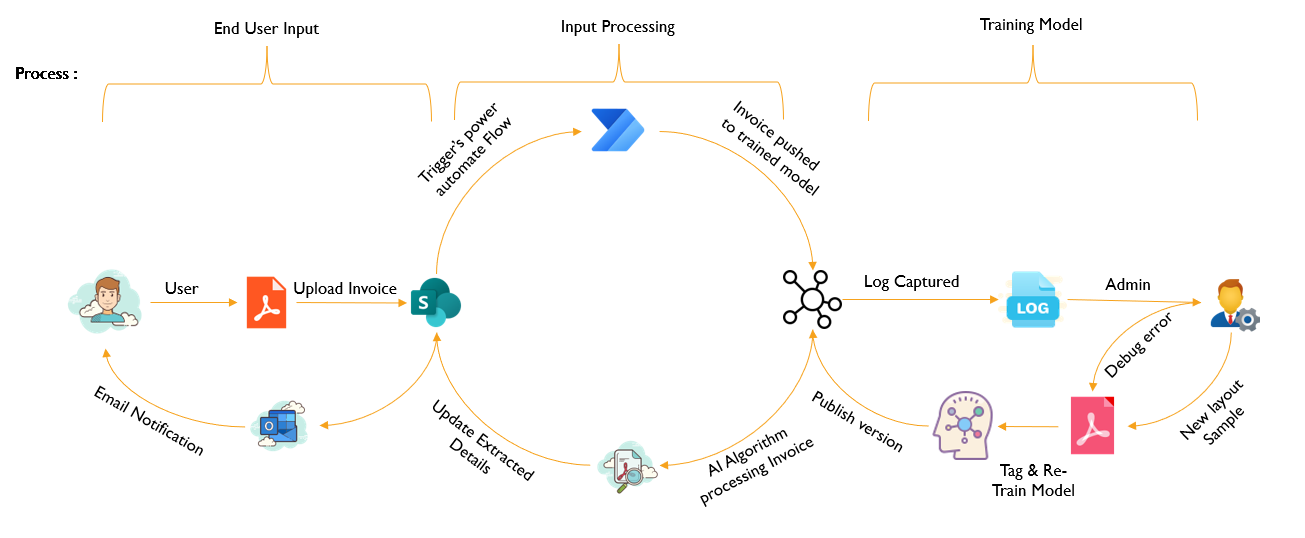 End User Input
Input Processing
Training Model
Process :
Trigger's power
automate Flow
Invoice pushed
to trained model
User
Upload Invoice
S
Log Captured
LOG
Admin
Debug error
Email Notification
O
Update Extracted
Details
AI Algorithm
processing Invoice
Publish version
New layout
Sample
Tag & Re-
Train Model